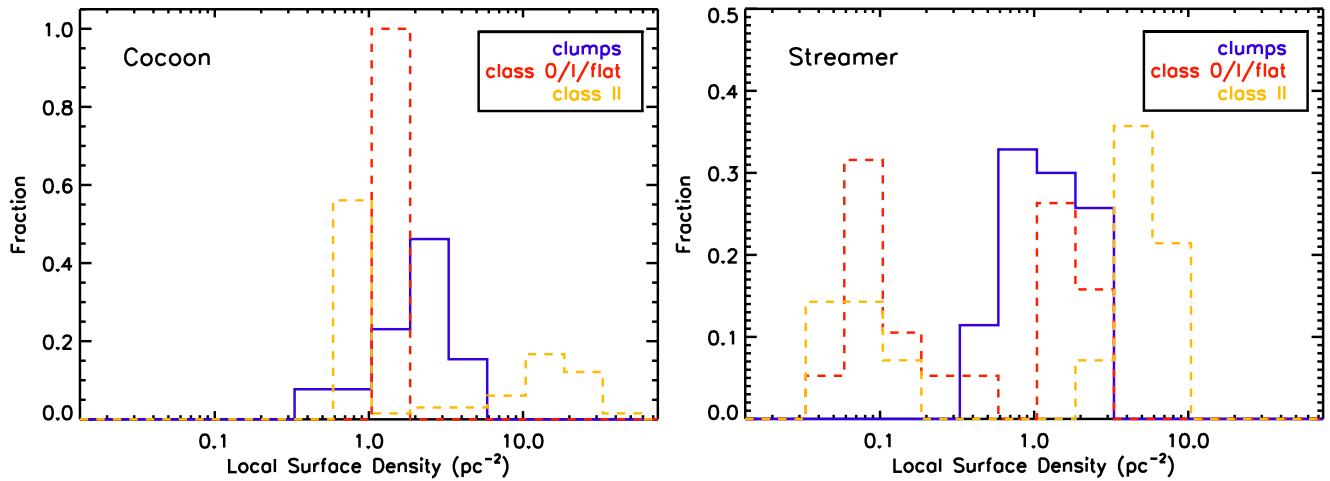 Cocoon
clumps
class 0/I/flat
class II
1.0
0.8
0.6
0.4
0.2
0.0
Fraction
0.1 1.0 10.0
Local Surface Density (pc⁻²)
Streamer
clumps
class 0/I/flat
class II
0.5
0.4
0.3
0.2
0.1
0.0
Fraction
0.1 1.0 10.0
Local Surface Density (pc⁻²)